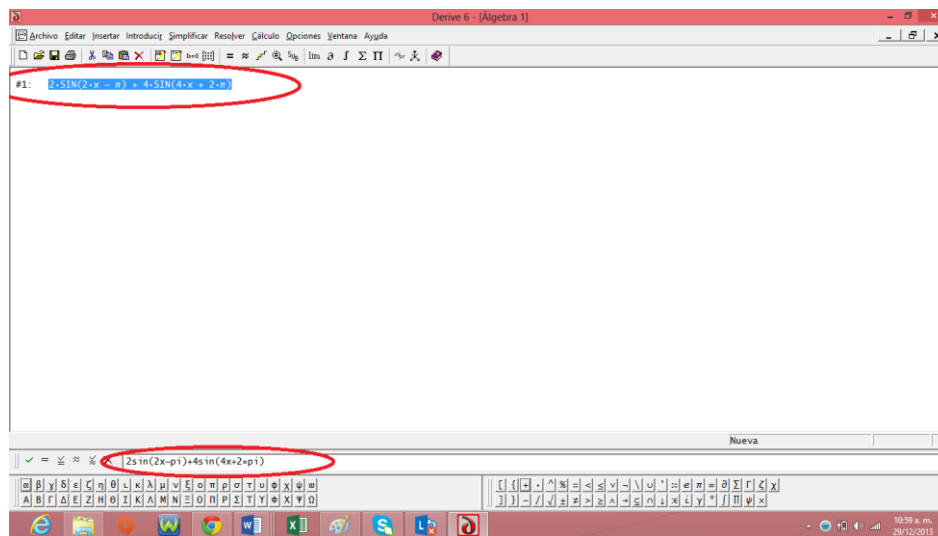 Derive 6 - [Álgebra 1]
Archivo Editar Insertar Introducir Simplificar Resolver Cálculo Opciones Ventana Ayuda
lim ∂ ∫ Σ Π
#1: 2·SIN(2·x - π) + 4·SIN(4·x + 2·π)
Nueva
2sin(2x-pi)+4sin(4x+2*pi)
α β γ δ ε ζ η θ ι κ λ μ ν ξ ο π ρ σ τ υ φ χ ψ ω
Α Β Γ Δ Ε Ζ Η Θ Ι Κ Λ Μ Ν Ξ Ο Π Ρ Σ Τ Υ Φ Χ Ψ Ω
10:59 a. m.
29/12/2013